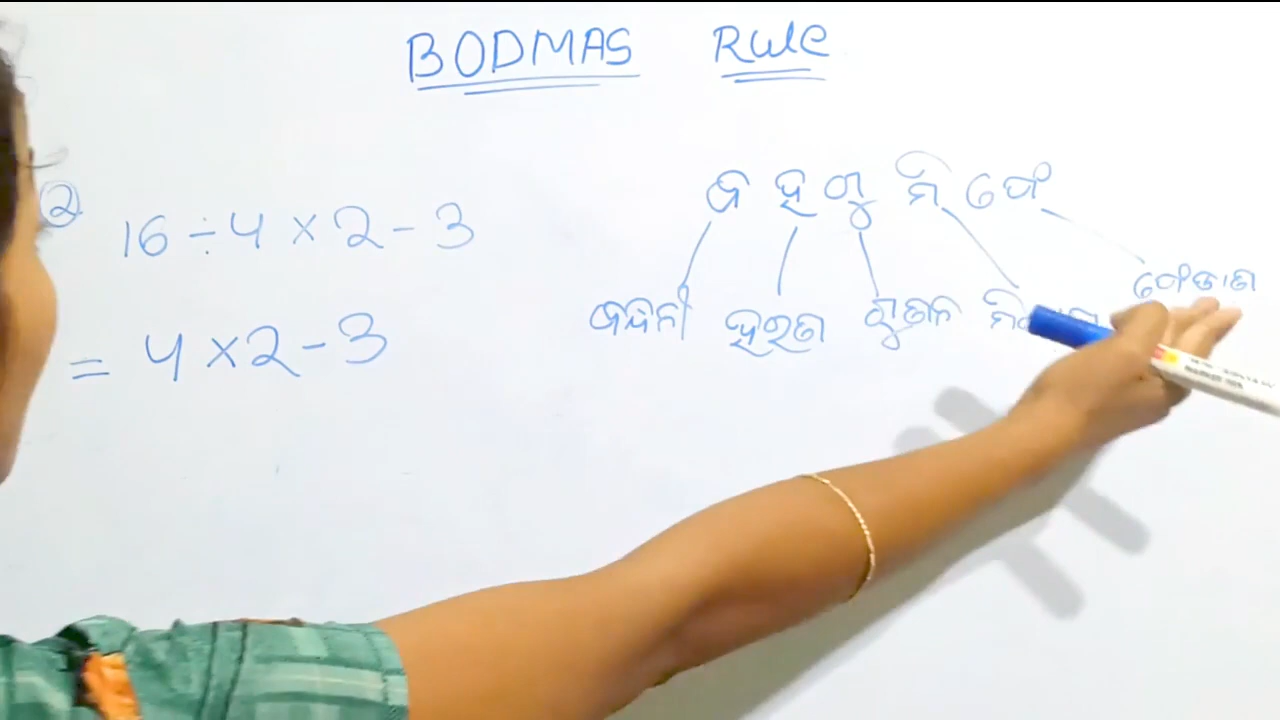 BODMAS Rule
② 16 ÷ 4 × 2 - 3
= 4 × 2 - 3
ବ ହ ଗୁ ମି ଫେ
ବନ୍ଧନୀ ହରଣ ଗୁଣନ